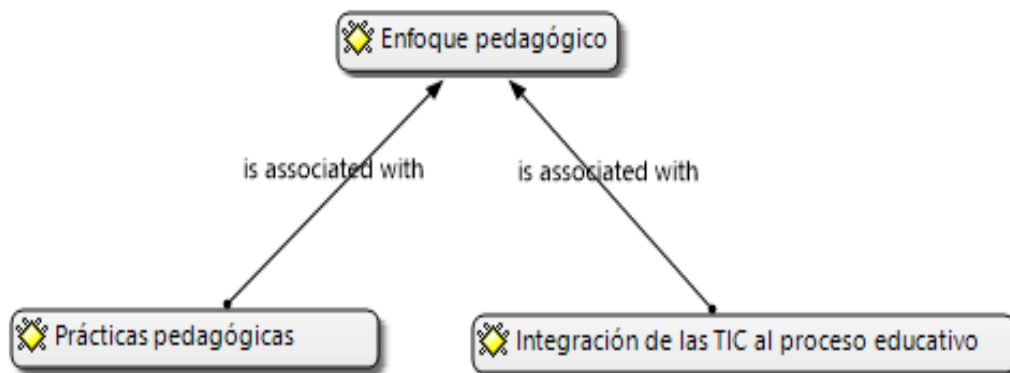 Enfoque pedagógico
is associated with
is associated with
Prácticas pedagógicas
Integración de las TIC al proceso educativo